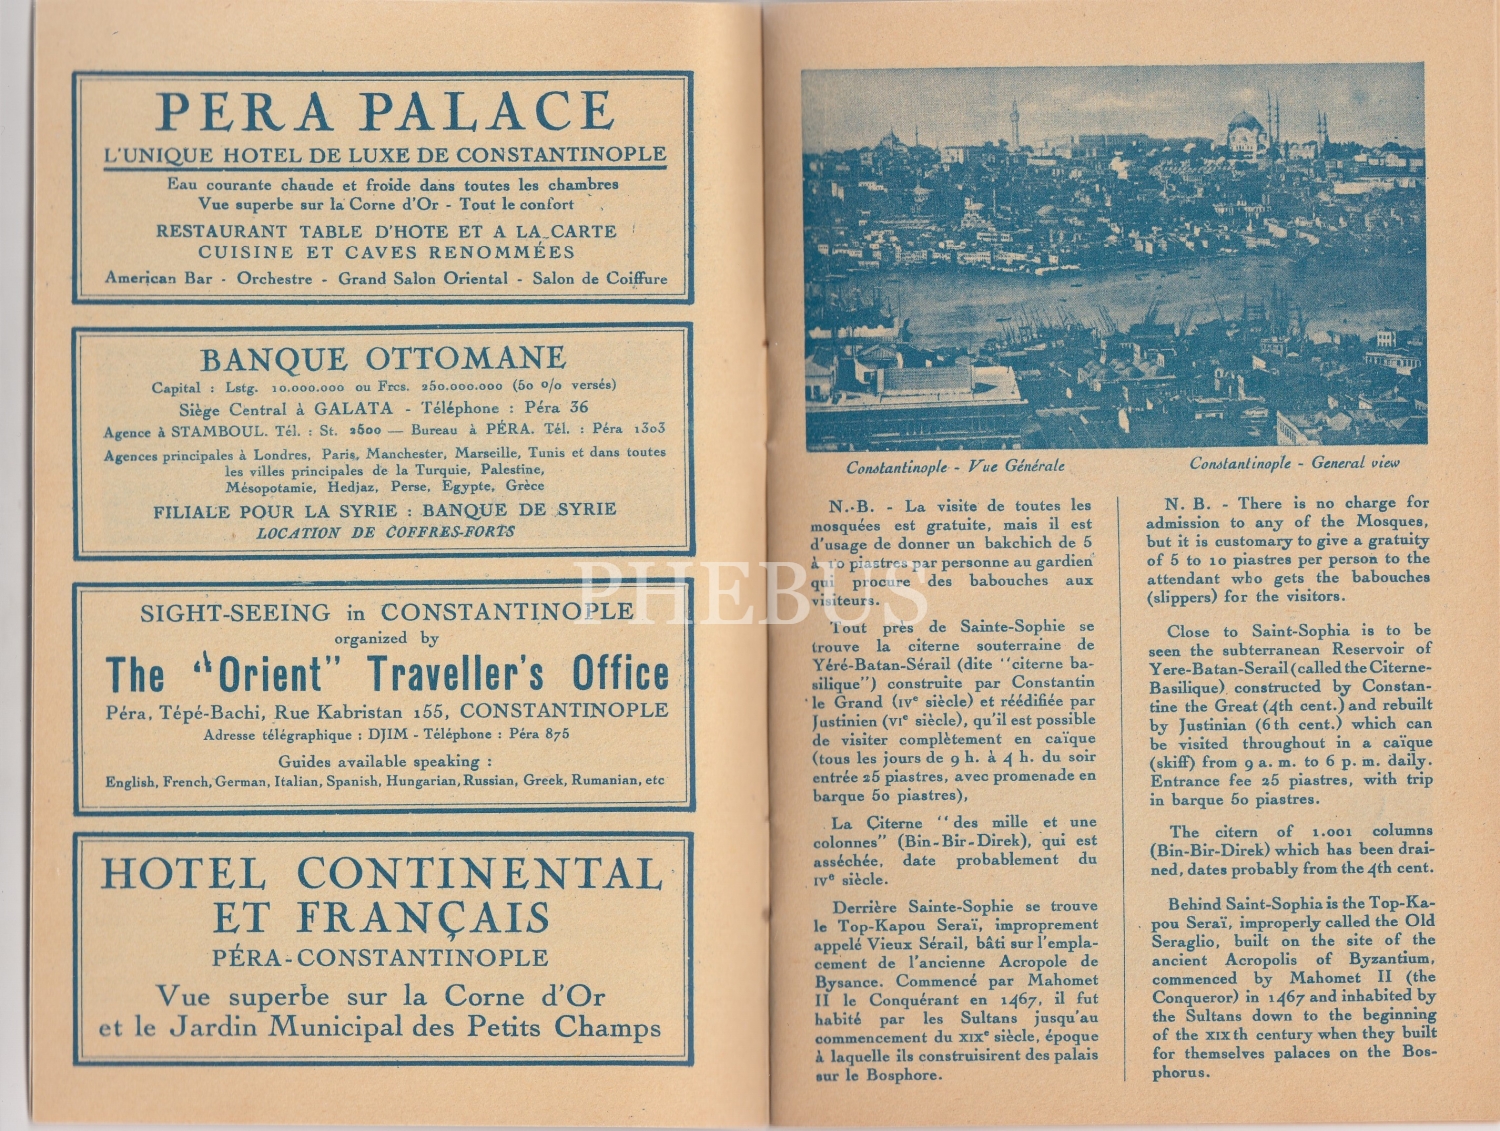 PERA PALACE
L'UNIQUE HOTEL DE LUXE DE CONSTANTINOPLE
Eau courante chaude et froide dans toutes les chambres
Vue superbe sur la Corne d'Or - Tout le confort
RESTAURANT TABLE D'HOTE ET A LA CARTE
CUISINE ET CAVES RENOMMÉES
American Bar - Orchestre - Grand Salon Oriental - Salon de Coiffure
BANQUE OTTOMANE
Capital : Lstg. 10.000.000 ou Frcs. 250.000.000 (50 o/o versés)
Siège Central à GALATA - Téléphone : Péra 36
Agence à STAMBOUL. Tél. : St. 2500 — Bureau à PÉRA. Tél. : Péra 1303
Agences principales à Londres, Paris, Manchester, Marseille, Tunis et dans toutes
les villes principales de la Turquie, Palestine,
Mésopotamie, Hedjaz, Perse, Egypte, Grèce
FILIALE POUR LA SYRIE : BANQUE DE SYRIE
LOCATION DE COFFRES-FORTS
SIGHT-SEEING in CONSTANTINOPLE
organized by
The "Orient" Traveller's Office
Péra, Tépé-Bachi, Rue Kabristan 155, CONSTANTINOPLE
Adresse télégraphique : DJIM - Téléphone : Péra 875
Guides available speaking :
English, French, German, Italian, Spanish, Hungarian, Russian, Greek, Rumanian, etc
HOTEL CONTINENTAL
ET FRANÇAIS
PÉRA-CONSTANTINOPLE
Vue superbe sur la Corne d'Or
et le Jardin Municipal des Petits Champs
Constantinople - Vue Générale
N.-B. - La visite de toutes les
mosquées est gratuite, mais il est
d'usage de donner un bakchich de 5
à 10 piastres par personne au gardien
qui procure des babouches aux
visiteurs.
Tout près de Sainte-Sophie se
trouve la citerne souterraine de
Yéré-Batan-Sérail (dite "citerne ba-
silique") construite par Constantin
le Grand (IVe siècle) et réédifiée par
Justinien (VIe siècle), qu'il est possible
de visiter complètement en caïque
(tous les jours de 9 h. à 4 h. du soir
entrée 25 piastres, avec promenade en
barque 50 piastres),
La Citerne "des mille et une
colonnes" (Bin-Bir-Direk), qui est
asséchée, date probablement du
IVe siècle.
Derrière Sainte-Sophie se trouve
le Top-Kapou Seraï, improprement
appelé Vieux Sérail, bâti sur l'empla-
cement de l'ancienne Acropole de
Bysance. Commencé par Mahomet
II le Conquérant en 1467, il fut
habité par les Sultans jusqu'au
commencement du XIXe siècle, époque
à laquelle ils construisirent des palais
sur le Bosphore.
Constantinople - General view
N. B. - There is no charge for
admission to any of the Mosques,
but it is customary to give a gratuity
of 5 to 10 piastres per person to the
attendant who gets the babouches
(slippers) for the visitors.
Close to Saint-Sophia is to be
seen the subterranean Reservoir of
Yere-Batan-Serail (called the Citerne-
Basilique) constructed by Constan-
tine the Great (4th cent.) and rebuilt
by Justinian (6th cent.) which can
be visited throughout in a caïque
(skiff) from 9 a. m. to 6 p. m. daily.
Entrance fee 25 piastres, with trip
in barque 50 piastres.
The citern of 1.001 columns
(Bin-Bir-Direk) which has been drai-
ned, dates probably from the 4th cent.
Behind Saint-Sophia is the Top-Ka-
pou Seraï, improperly called the Old
Seraglio, built on the site of the
ancient Acropolis of Byzantium,
commenced by Mahomet II (the
Conqueror) in 1467 and inhabited by
the Sultans down to the beginning
of the XIXth century when they built
for themselves palaces on the Bos-
phorus.
PHEBUS